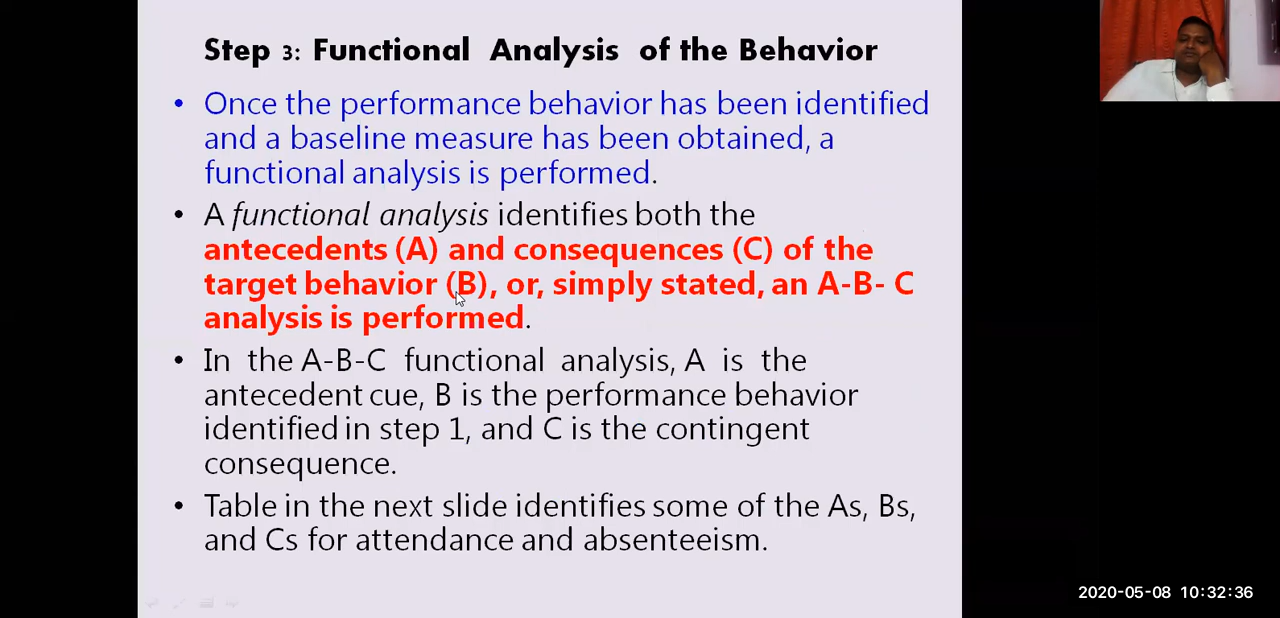 Step 3: Functional Analysis of the Behavior
• Once the performance behavior has been identified
and a baseline measure has been obtained, a
functional analysis is performed.
• A functional analysis identifies both the
antecedents (A) and consequences (C) of the
target behavior (B), or, simply stated, an A-B- C
analysis is performed.
• In the A-B-C functional analysis, A is the
antecedent cue, B is the performance behavior
identified in step 1, and C is the contingent
consequence.
• Table in the next slide identifies some of the As, Bs,
and Cs for attendance and absenteeism.
2020-05-08 10:32:36